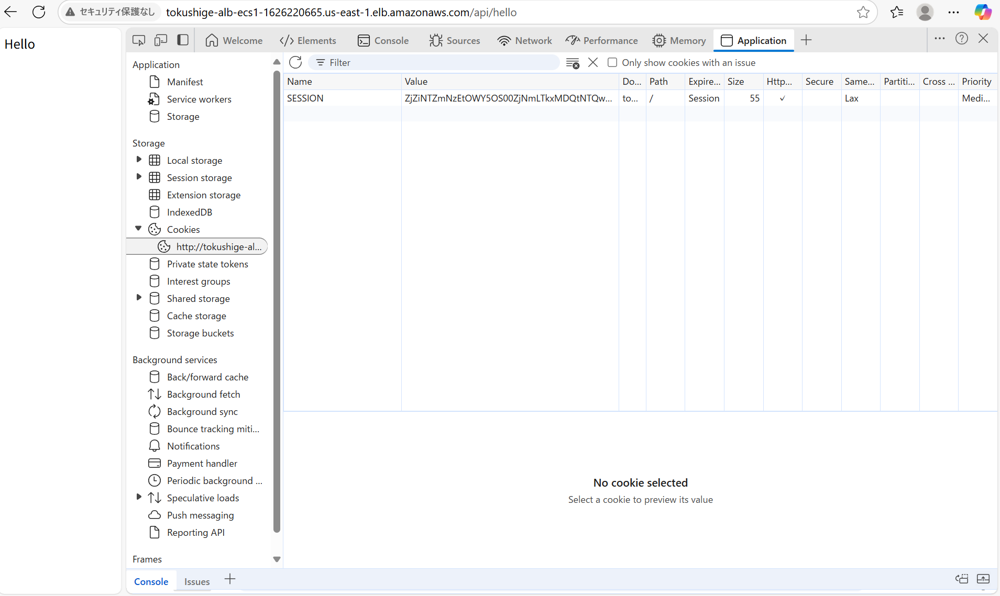 セキュリティ保護なし tokushige-alb-ecs1-1626220665.us-east-1.elb.amazonaws.com/api/hello
Hello
Welcome Elements Console Sources Network Performance Memory Application
Filter Only show cookies with an issue
Application
Manifest
Service workers
Storage
Storage
Local storage
Session storage
Extension storage
IndexedDB
Cookies
http://tokushige-al...
Private state tokens
Interest groups
Shared storage
Cache storage
Storage buckets
Background services
Back/forward cache
Background fetch
Background sync
Bounce tracking miti...
Notifications
Payment handler
Periodic background ...
Speculative loads
Push messaging
Reporting API
Frames
Name Value Do... Path Expire... Size Http... Secure Same... Partiti... Cross ... Priority
SESSION ZjZiNTZmNzEtOWY5OS00ZjNmLTkxMDQtNTQw... to... / Session 55 ✓ Lax Medi...
No cookie selected
Select a cookie to preview its value
Console Issues